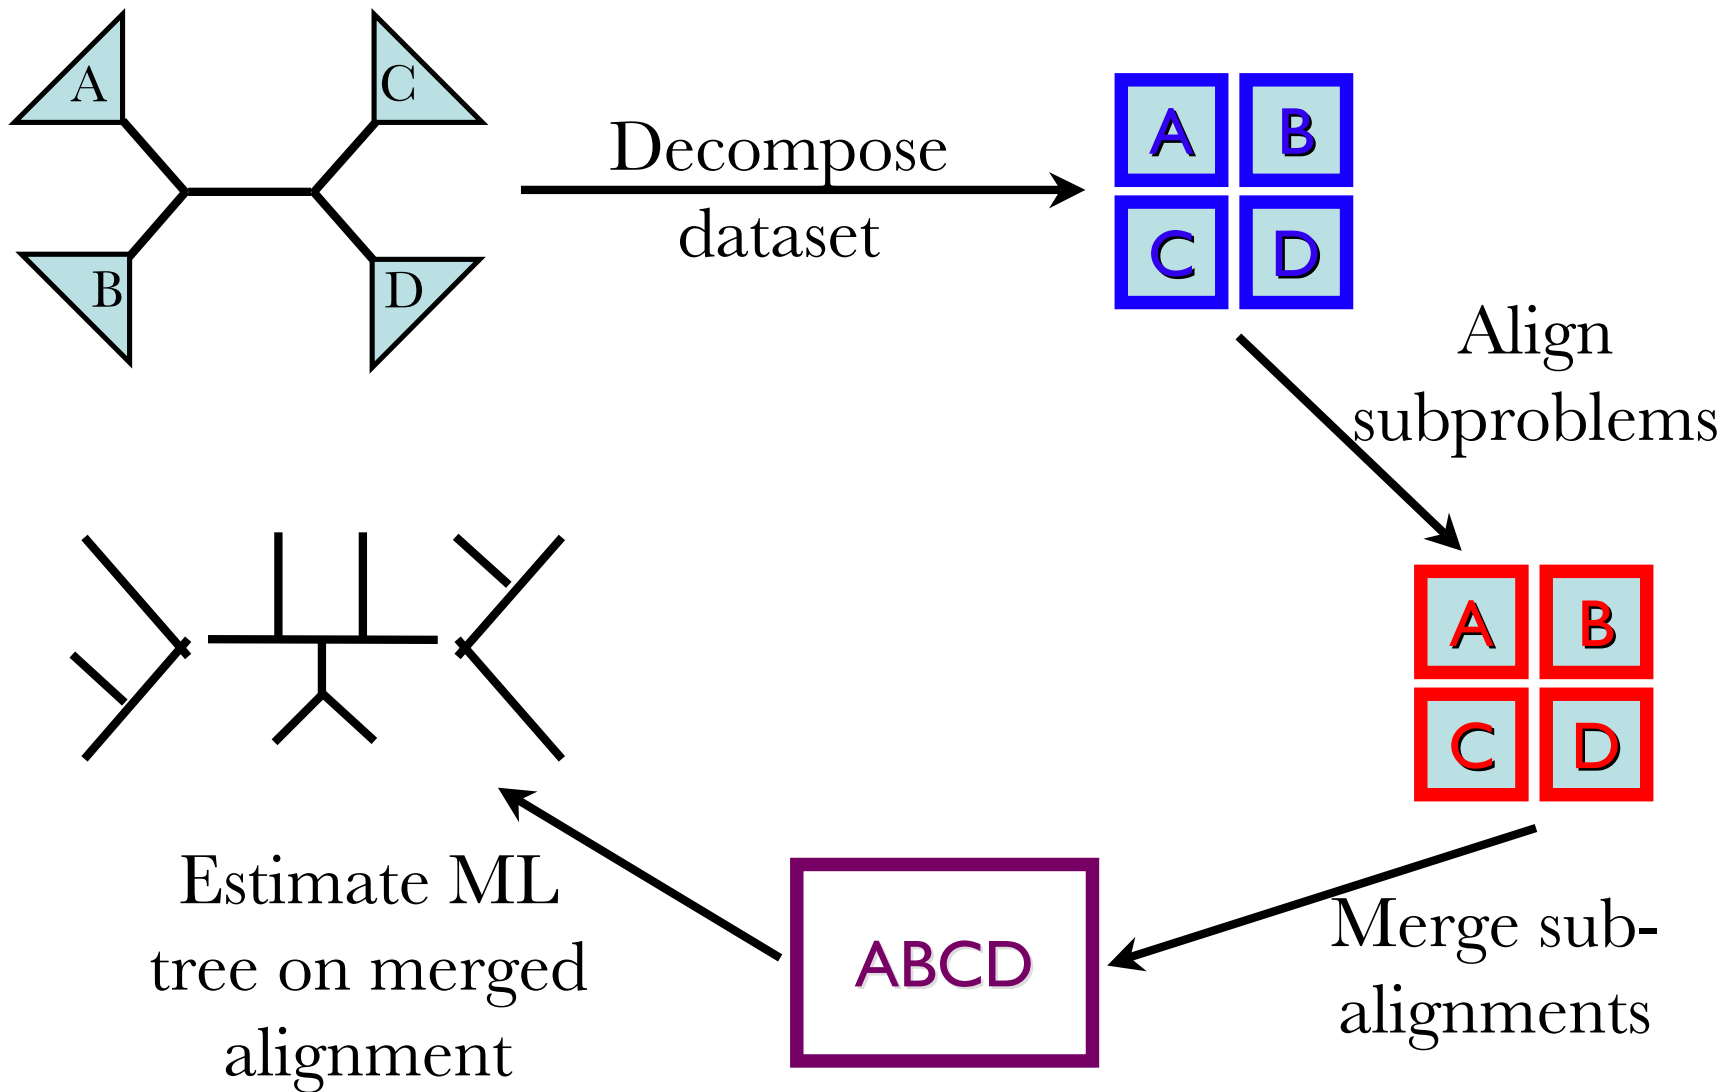 A
C
B
D
Decompose
dataset
A B
C D
Align
subproblems
A B
C D
Merge sub-
alignments
ABCD
Estimate ML
tree on merged
alignment